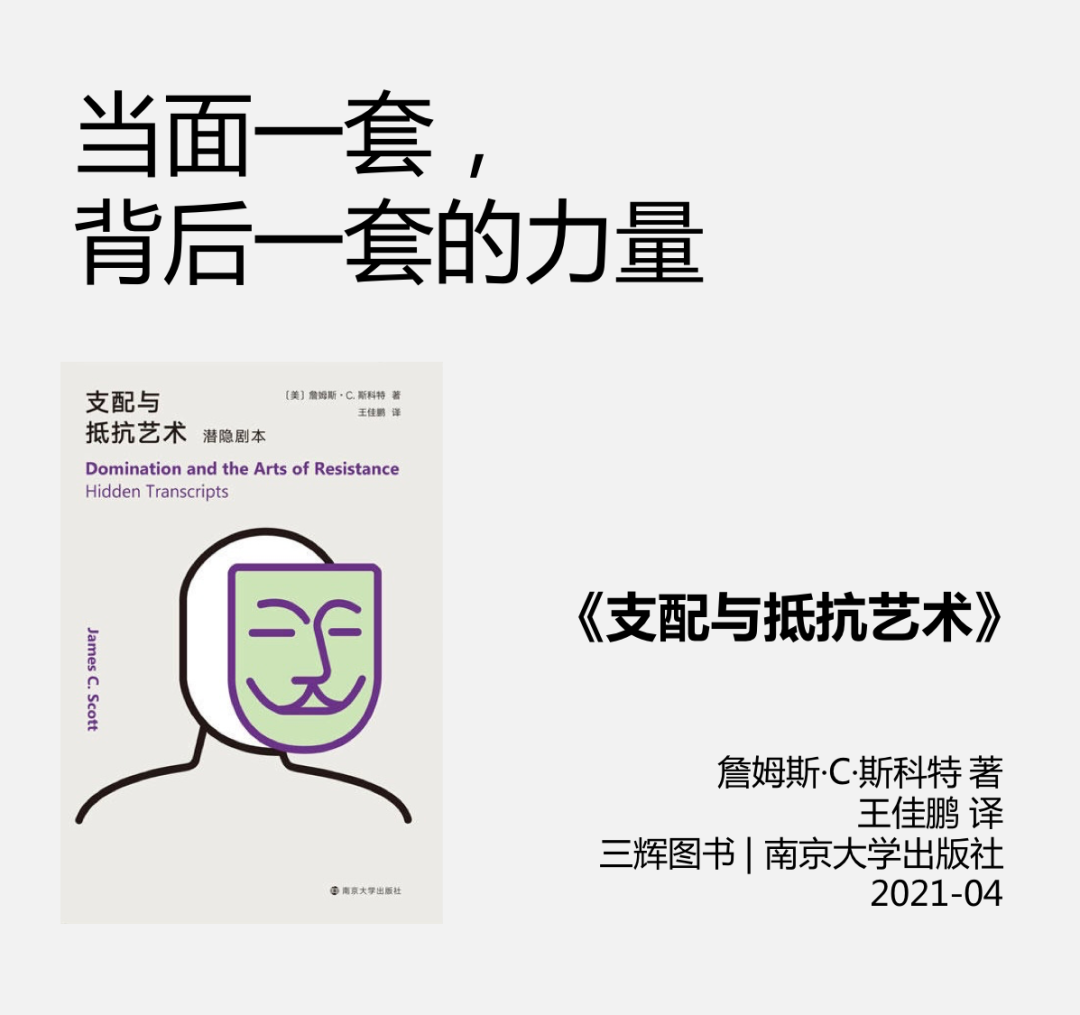 当面一套，
背后一套的力量
支配与
抵抗艺术 潜隐剧本
〔美〕詹姆斯·C. 斯科特 著
王佳鹏 译
Domination and the Arts of Resistance
Hidden Transcripts
James C. Scott
南京大学出版社
《支配与抵抗艺术》
詹姆斯·C·斯科特 著
王佳鹏 译
三辉图书 | 南京大学出版社
2021-04